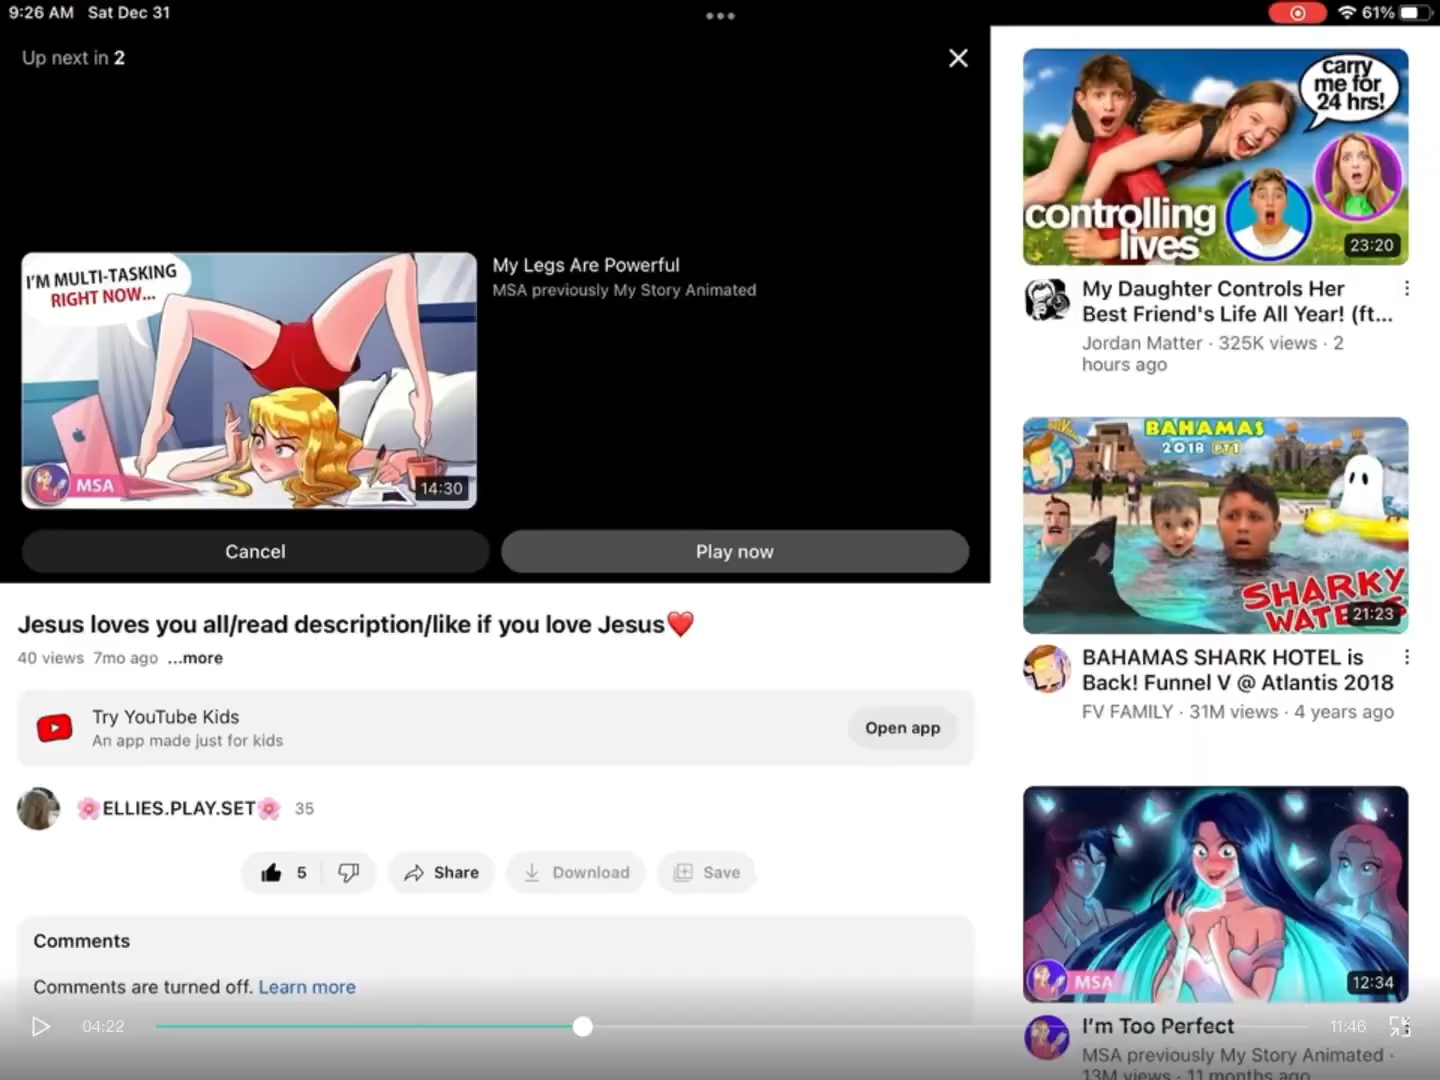 9:26 AM Sat Dec 31
61%
Up next in 2
I'M MULTI-TASKING
RIGHT NOW...
MSA
14:30
My Legs Are Powerful
MSA previously My Story Animated
Cancel
Play now
Jesus loves you all/read description/like if you love Jesus❤️
40 views 7mo ago ...more
Try YouTube Kids
An app made just for kids
Open app
🌸ELLIES.PLAY.SET🌸 35
5
Share
Download
Save
Comments
Comments are turned off. Learn more
04:22
11:46
carry
me for
24 hrs!
controlling
lives
23:20
My Daughter Controls Her
Best Friend's Life All Year! (ft...
Jordan Matter · 325K views · 2
hours ago
BAHAMAS
2018 PT1
SHARKY
21:23
BAHAMAS SHARK HOTEL is
Back! Funnel V @ Atlantis 2018
FV FAMILY · 31M views · 4 years ago
MSA
12:34
I'm Too Perfect
MSA previously My Story Animated ·
13M views · 11 months ago